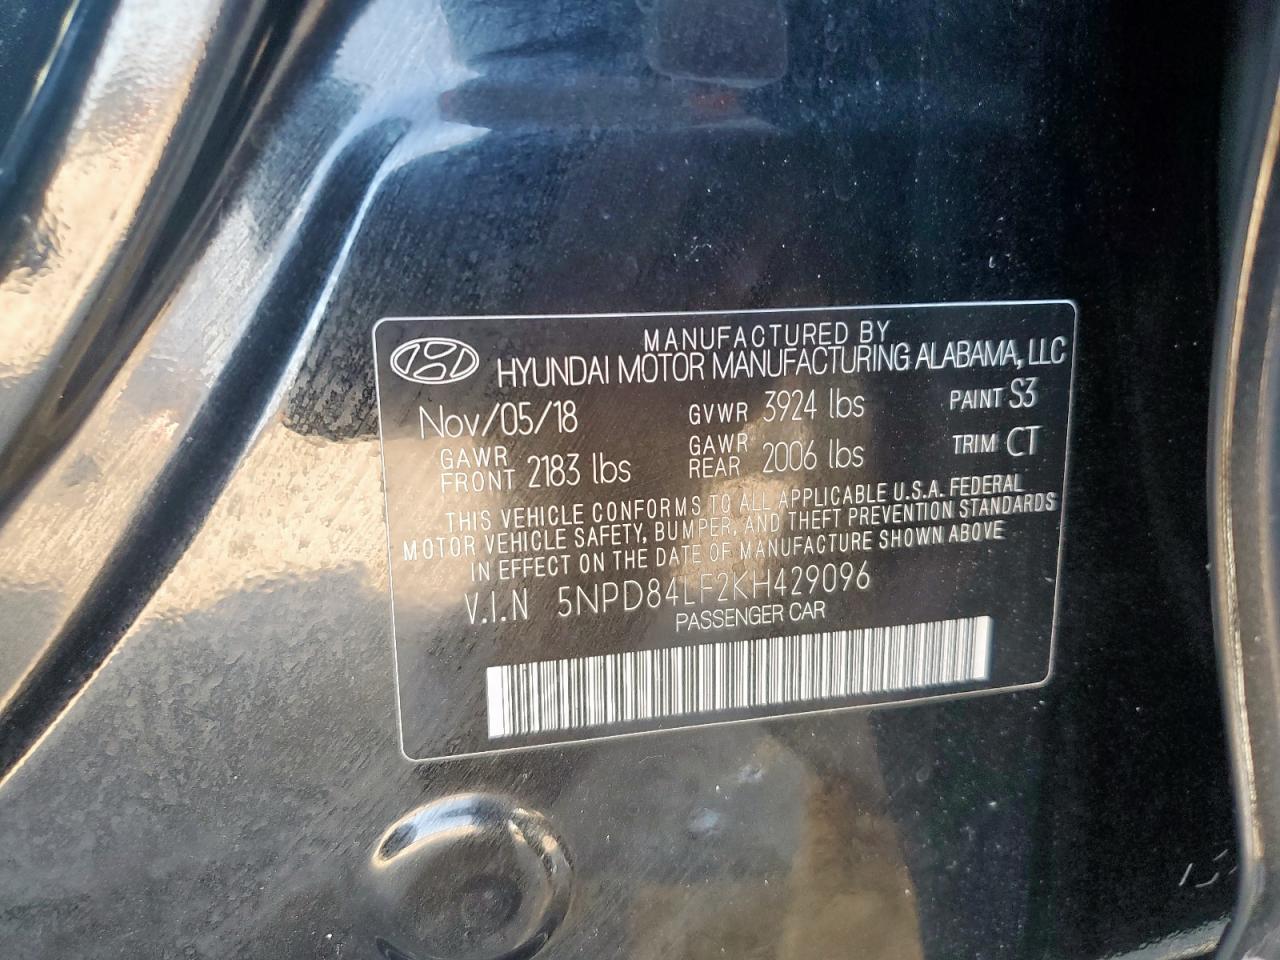 MANUFACTURED BY
HYUNDAI MOTOR MANUFACTURING ALABAMA, LLC
Nov/05/18 GVWR 3924 lbs PAINT S3
GAWR FRONT 2183 lbs GAWR REAR 2006 lbs TRIM CT
THIS VEHICLE CONFORMS TO ALL APPLICABLE U.S.A. FEDERAL
MOTOR VEHICLE SAFETY, BUMPER, AND THEFT PREVENTION STANDARDS
IN EFFECT ON THE DATE OF MANUFACTURE SHOWN ABOVE
V.I.N 5NPD84LF2KH429096
PASSENGER CAR